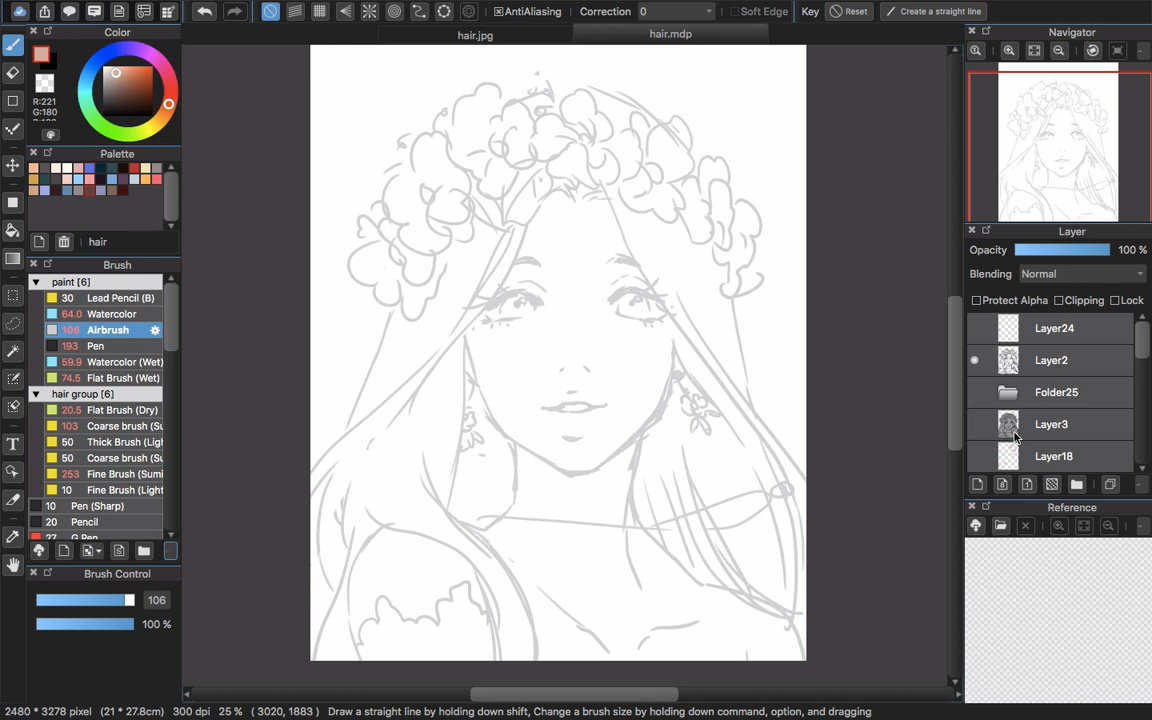 AntiAliasing Correction 0 Soft Edge Key Reset Create a straight line
hair.jpg hair.mdp
Color
R:221
G:180
Palette
hair
Brush
paint [6]
30 Lead Pencil (B)
64.0 Watercolor
106 Airbrush
193 Pen
59.9 Watercolor (Wet)
74.5 Flat Brush (Wet)
hair group [6]
20.5 Flat Brush (Dry)
103 Coarse brush (Su
50 Thick Brush (Ligh
50 Coarse brush (Su
253 Fine Brush (Sumi
10 Fine Brush (Light
10 Pen (Sharp)
20 Pencil
27 G Pen
Brush Control
106
100 %
Navigator
Layer
Opacity 100 %
Blending Normal
Protect Alpha Clipping Lock
Layer24
Layer2
Folder25
Layer3
Layer18
Reference
2480 * 3278 pixel (21 * 27.8cm) 300 dpi 25 % ( 3020, 1883 ) Draw a straight line by holding down shift, Change a brush size by holding down command, option, and dragging